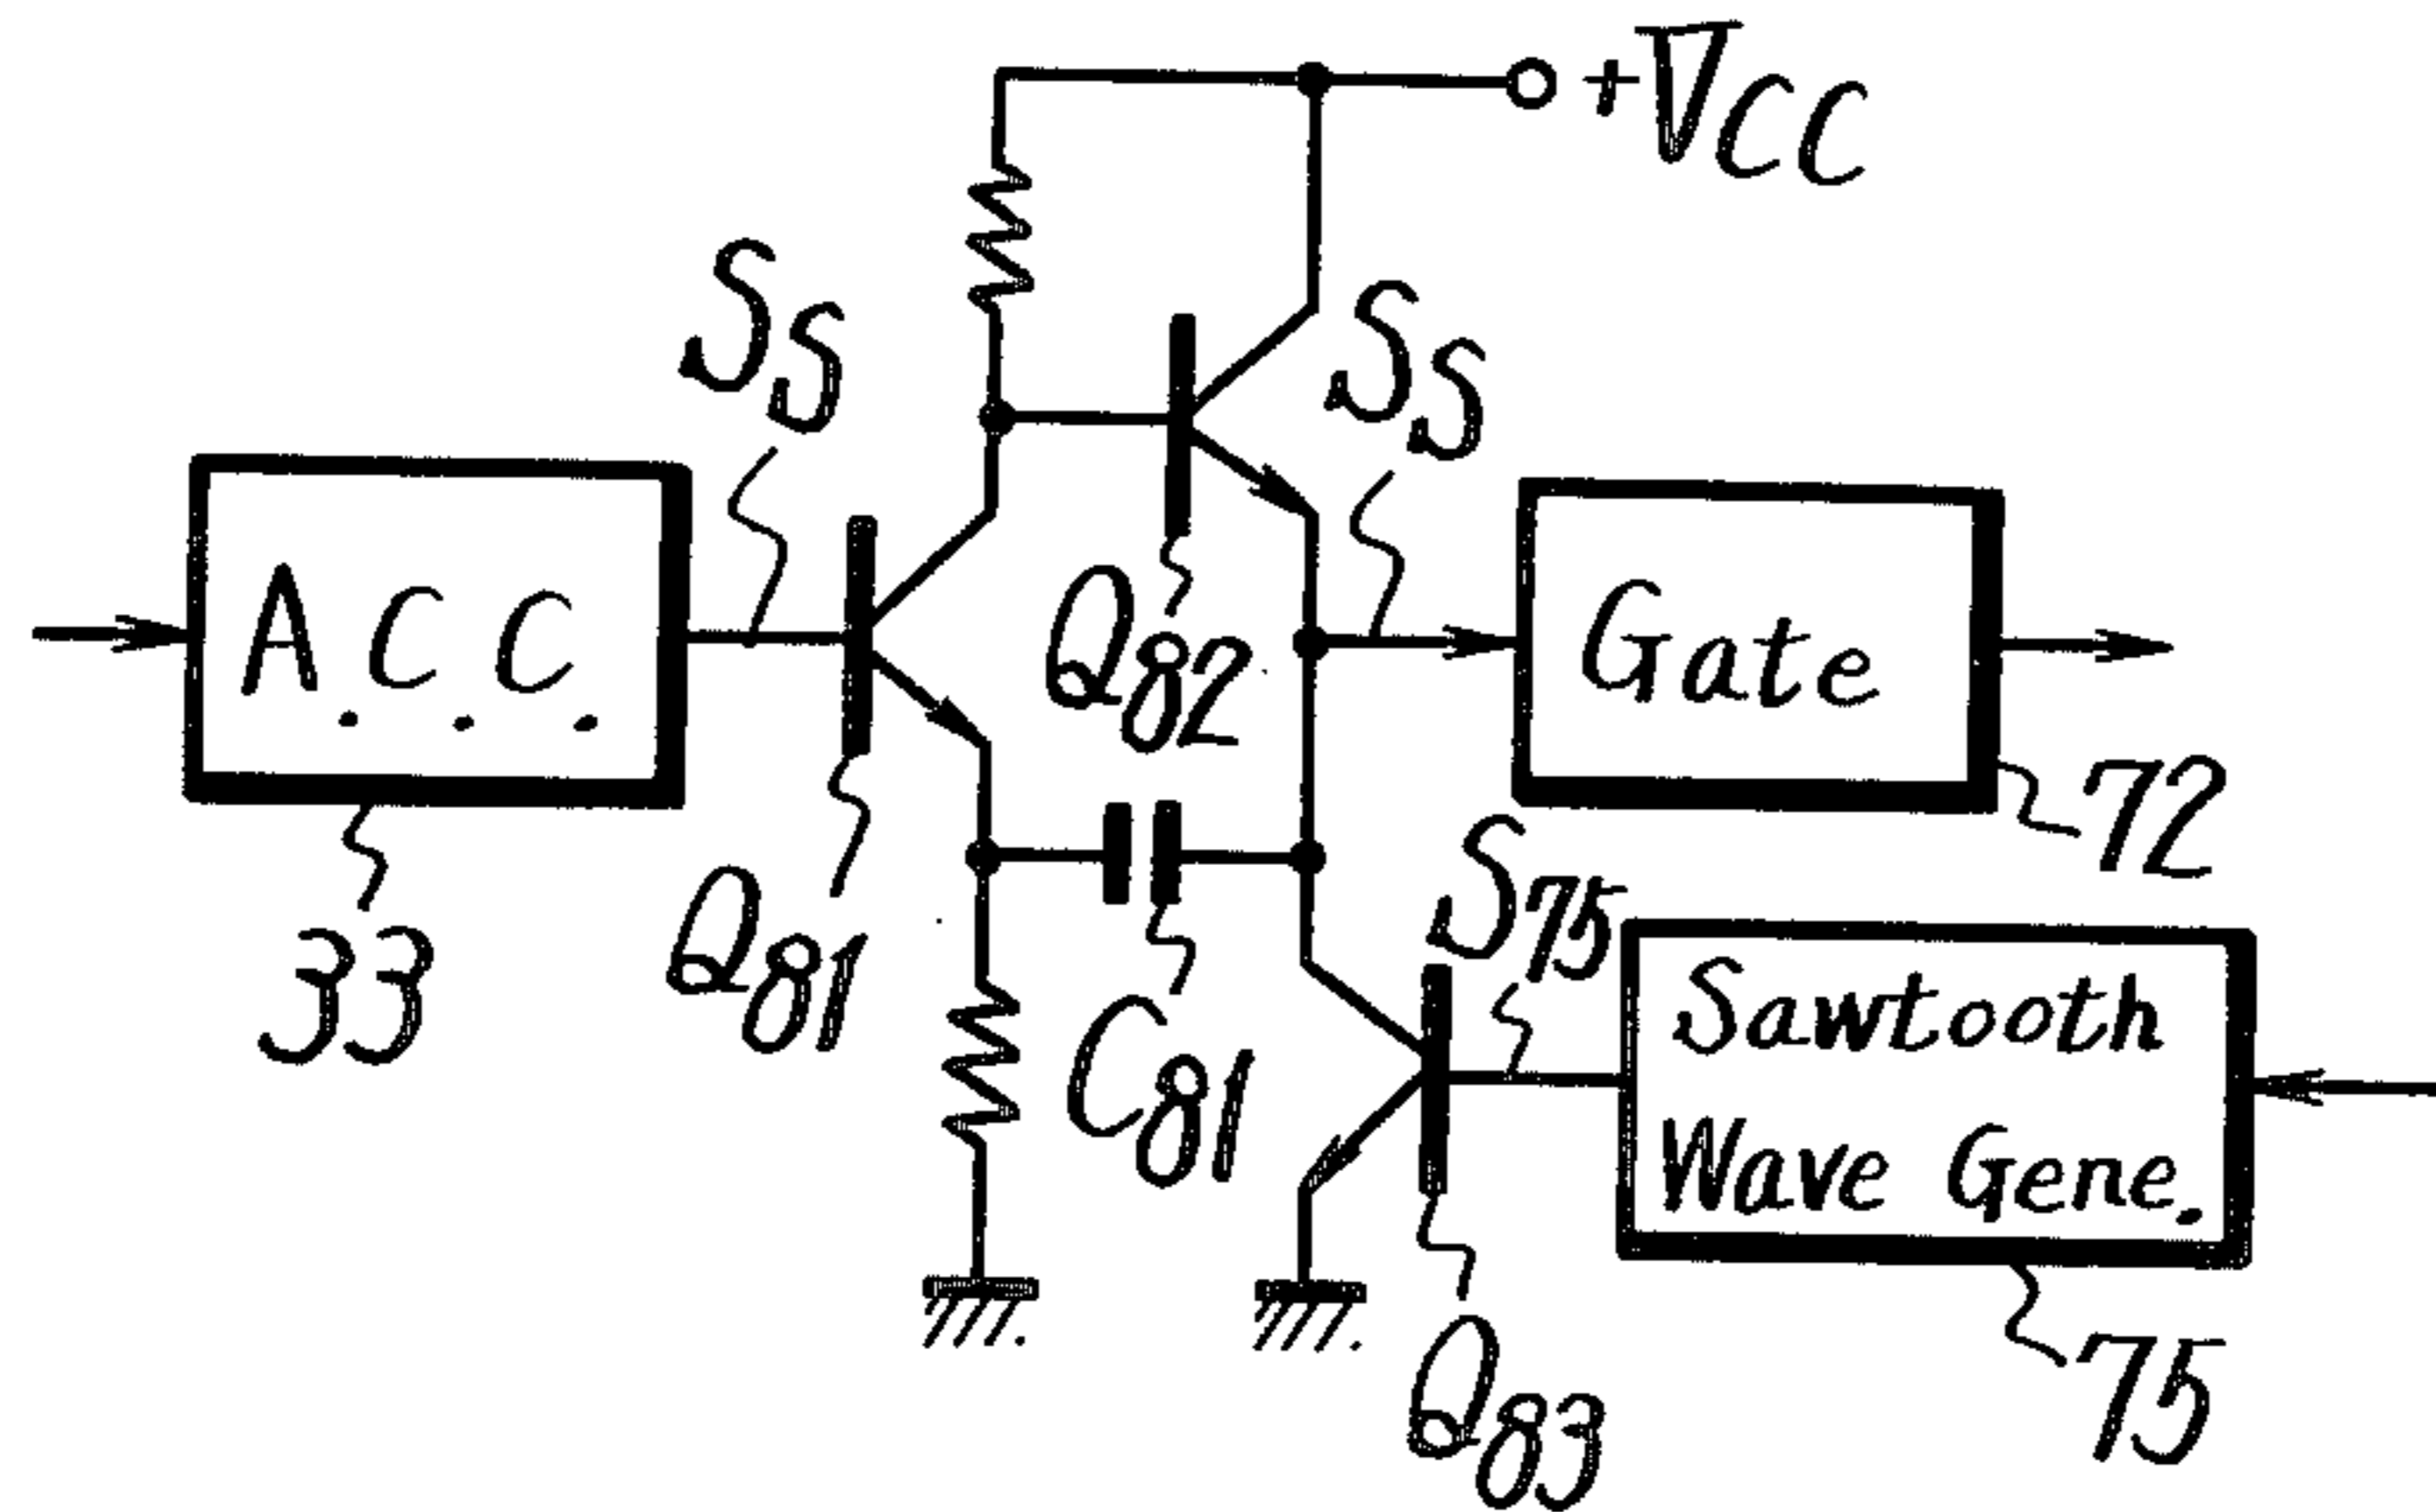 +VCC
SS
SS
A.C.C.
Q82
Gate
72
33
Q81
C81
S75
Sawtooth
Wave Gene.
Q83
75